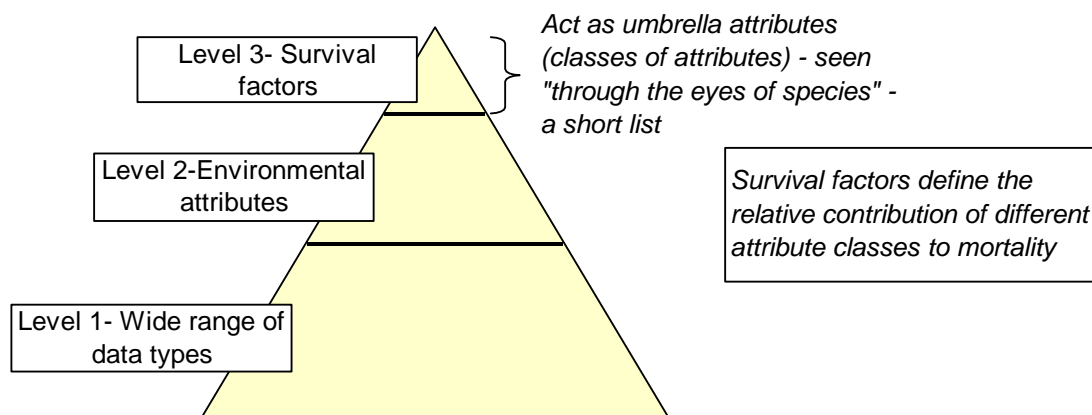 Level 3- Survival
factors
Act as umbrella attributes
(classes of attributes) - seen
"through the eyes of species" -
a short list
Level 2-Environmental
attributes
Survival factors define the
relative contribution of different
attribute classes to mortality
Level 1- Wide range of
data types